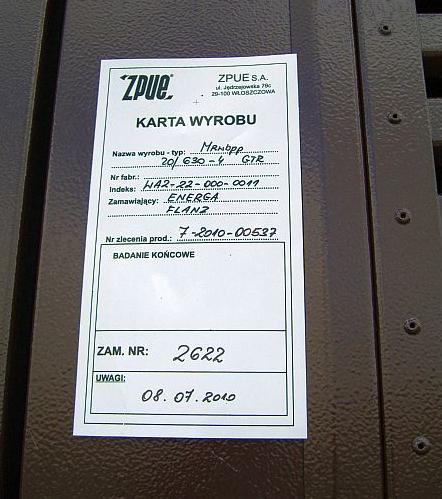 ZPUE®
ZPUE S.A.
ul. Jędrzejowska 79c
29-100 WŁOSZCZOWA
KARTA WYROBU
Nazwa wyrobu - typ: MRwbpp
20/630-4 GTR
Nr fabr.:
Indeks: WA2-22-000-0011
Zamawiający: ENERGA
FLANZ
Nr zlecenia prod.: 7-2010-00537
BADANIE KOŃCOWE
ZAM. NR: 2622
UWAGI:
08.07.2010